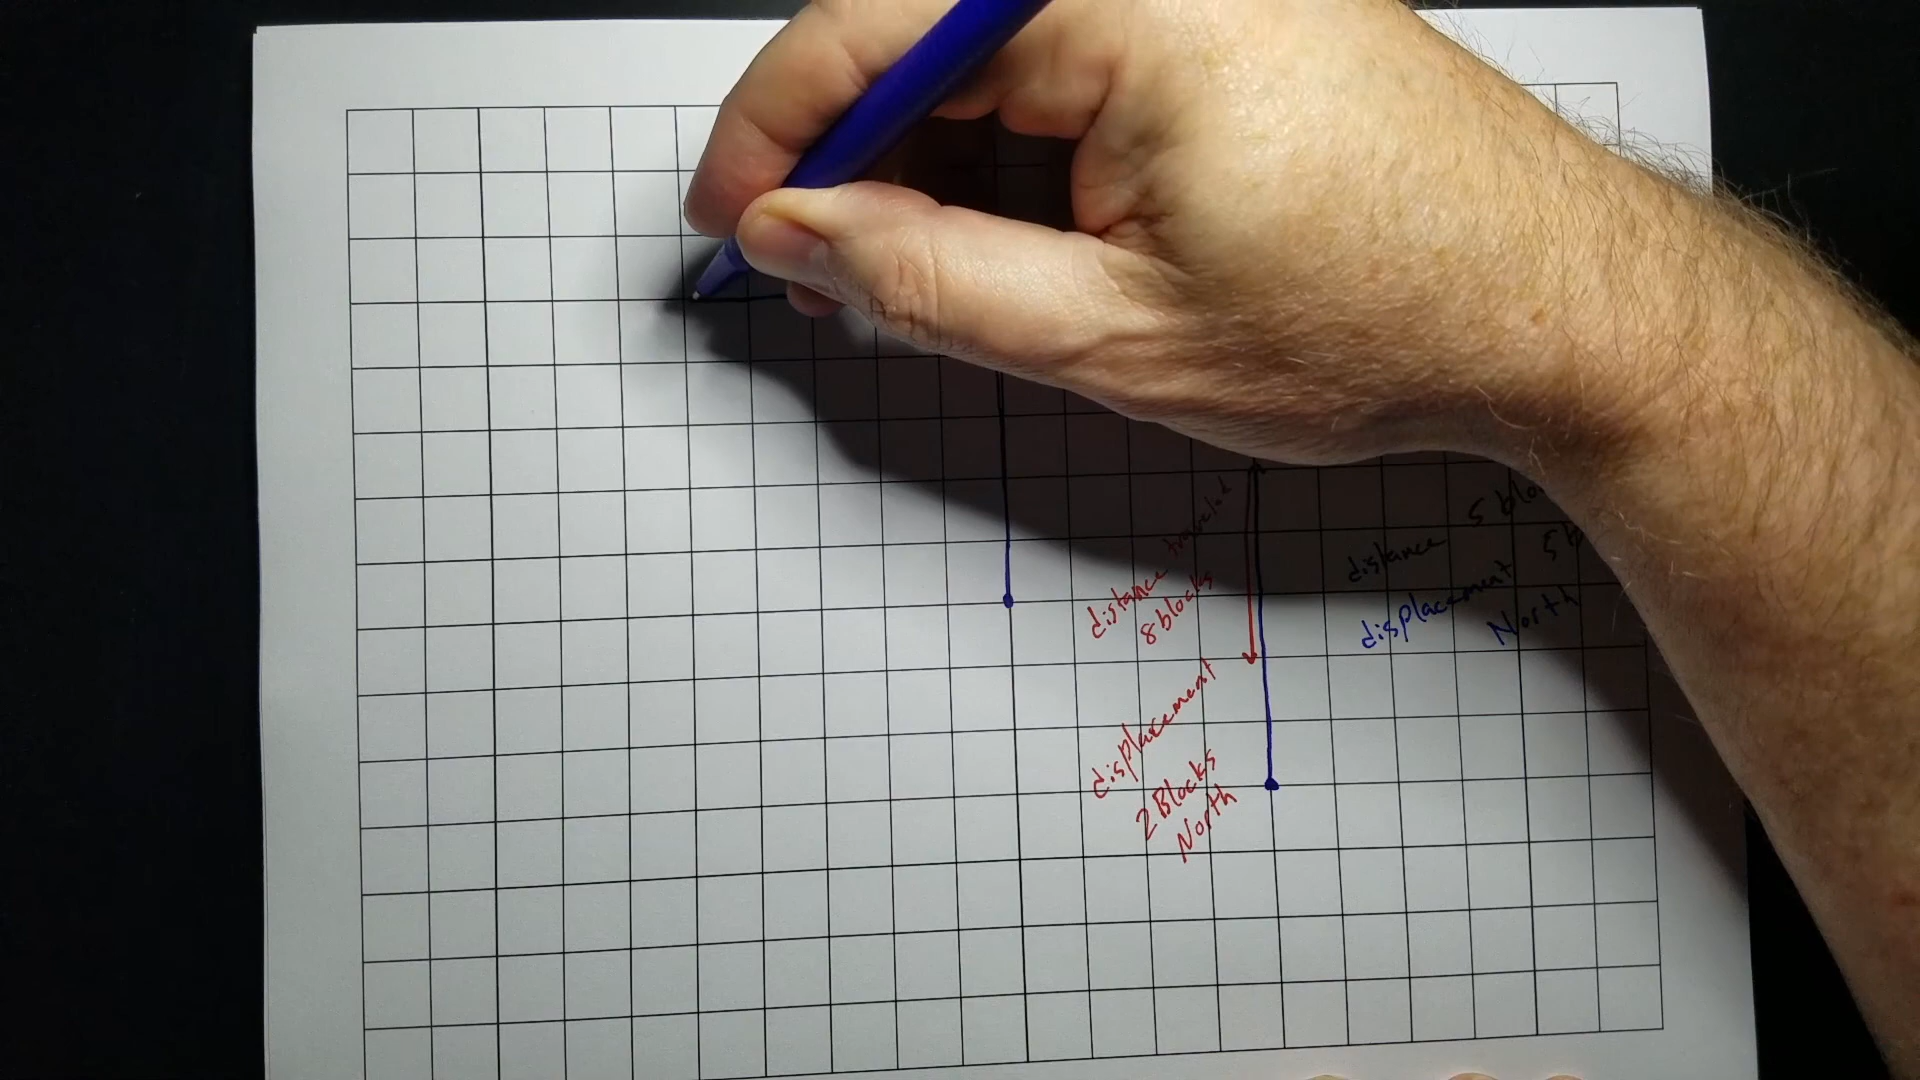 distance traveled
8 blocks
displacement
2 Blocks
North
distance 5
displacement 5
North